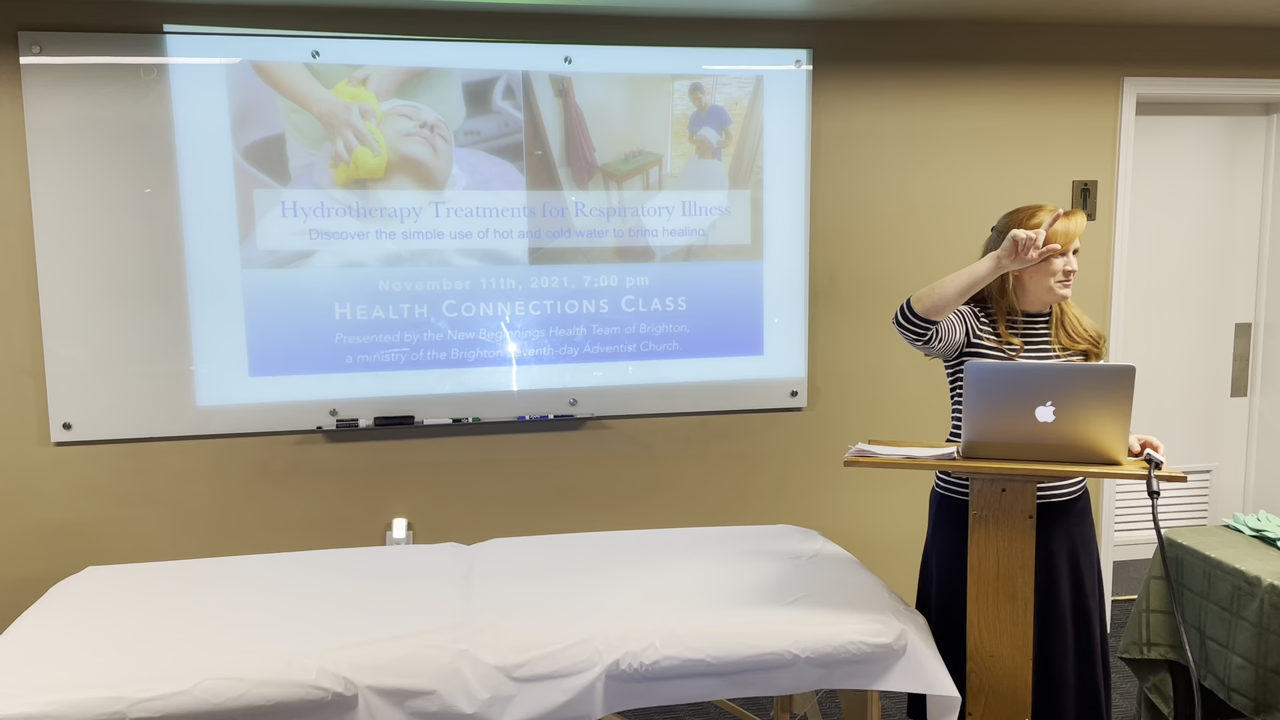 Hydrotherapy Treatments for Respiratory Illness
Discover the simple use of hot and cold water to bring healing.
November 11th, 2021, 7:00 pm
HEALTH CONNECTIONS CLASS
Presented by the New Beginnings Health Team of Brighton,
a ministry of the Brighton Seventh-day Adventist Church.